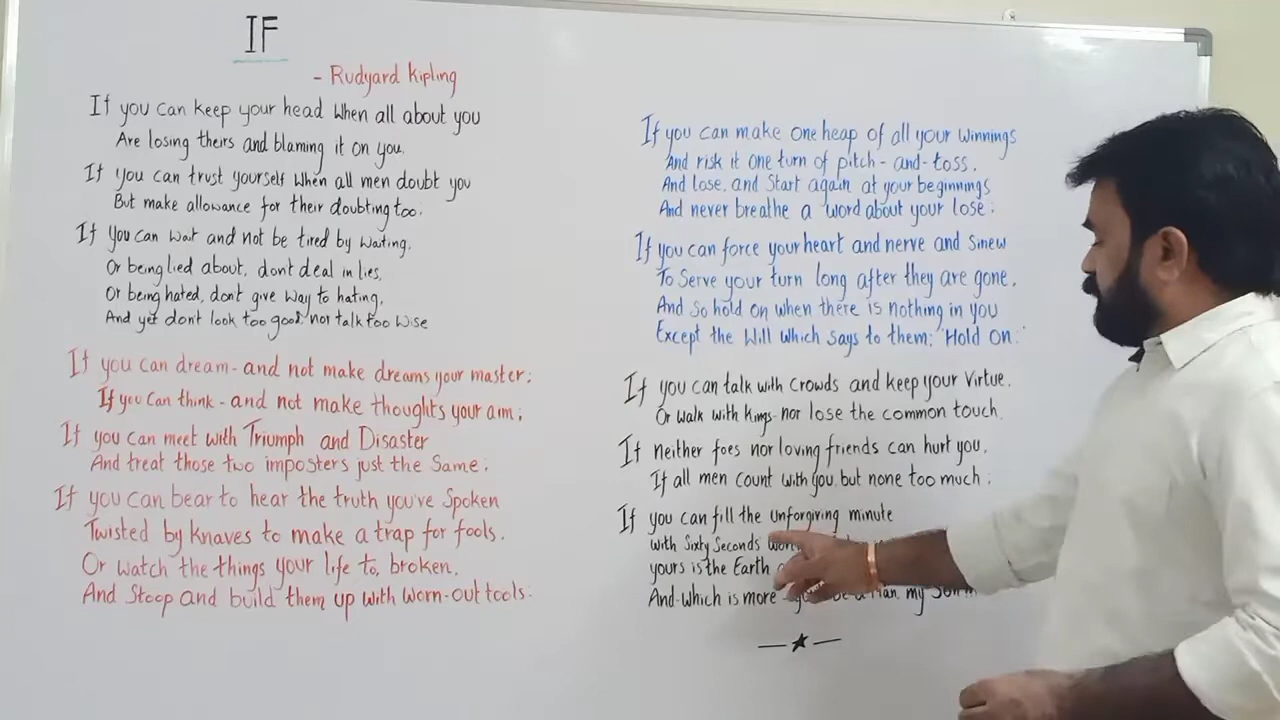 IF
- Rudyard Kipling
If you can keep your head When all about you
Are losing theirs and blaming it on you,
If you can trust yourself When all men doubt you
But make allowance for their doubting too;
If you can wait and not be tired by waiting,
Or being lied about, don't deal in lies,
Or being hated, don't give way to hating,
And yet don't look too good, nor talk too wise
If you can dream - and not make dreams your master;
If you can think - and not make thoughts your aim;
If you can meet with Triumph and Disaster
And treat those two imposters just the Same;
If you can bear to hear the truth you've Spoken
Twisted by knaves to make a trap for fools.
Or watch the things your life to, broken,
And Stoop and build them up with worn-out tools:
If you can make one heap of all your winnings
And risk it one turn of pitch-and-toss,
And lose, and Start again at your beginnings
And never breathe a word about your lose;
If you can force your heart and nerve and sinew
To Serve your turn long after they are gone,
And so hold on when there is nothing in you
Except the Will which says to them; "Hold On;"
If you can talk with crowds and keep your Virtue,
Or walk with Kings - nor lose the common touch.
If neither foes nor loving friends can hurt you,
If all men count with you, but none too much;
If you can fill the unforgiving minute
with Sixty Seconds
yours is the Earth
And-which is more - a Man, my